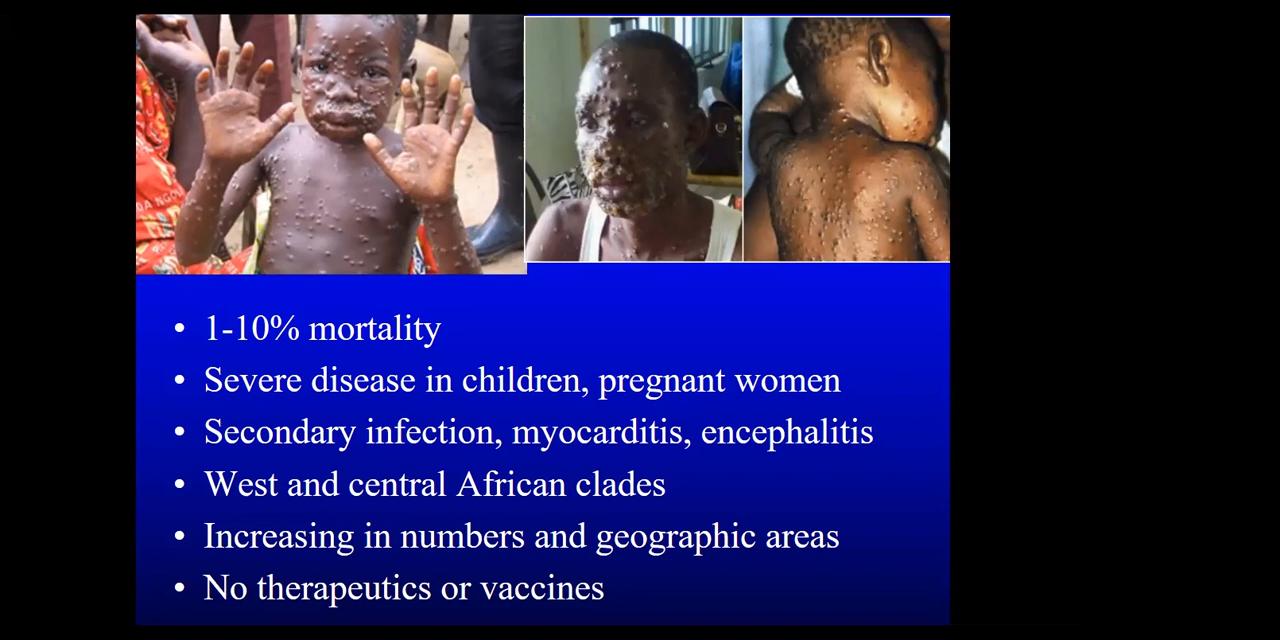 • 1-10% mortality
• Severe disease in children, pregnant women
• Secondary infection, myocarditis, encephalitis
• West and central African clades
• Increasing in numbers and geographic areas
• No therapeutics or vaccines